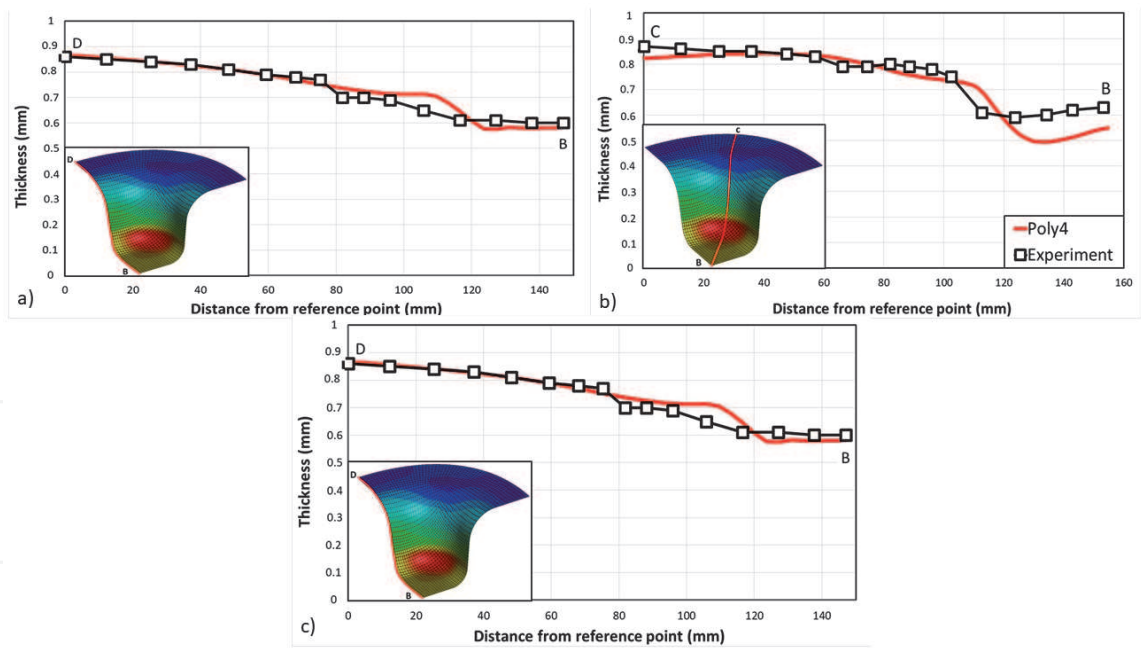 1
0.9
0.8
0.7
0.6
0.5
0.4
0.3
0.2
0.1
0
Thickness (mm)
D
B
D
B
0 20 40 60 80 100 120 140
Distance from reference point (mm)
a)
1
0.9
0.8
0.7
0.6
0.5
0.4
0.3
0.2
0.1
0
Thickness (mm)
C
B
C
B
Poly4
Experiment
0 20 40 60 80 100 120 140 160
Distance from reference point (mm)
b)
1
0.9
0.8
0.7
0.6
0.5
0.4
0.3
0.2
0.1
0
Thickness (mm)
D
B
D
B
0 20 40 60 80 100 120 140
Distance from reference point (mm)
c)